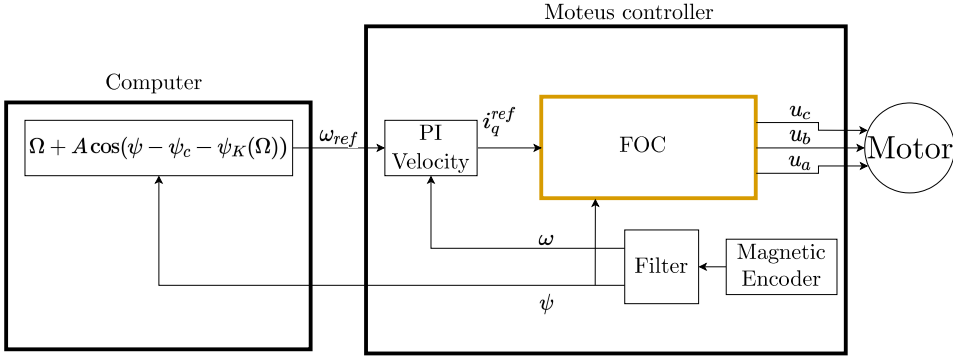 Moteus controller
Computer
Ω + A cos(ψ − ψ_c − ψ_K(Ω))
ω_ref
PI
Velocity
i_q^ref
FOC
u_c
u_b
u_a
Motor
ω
Filter
Magnetic
Encoder
ψ